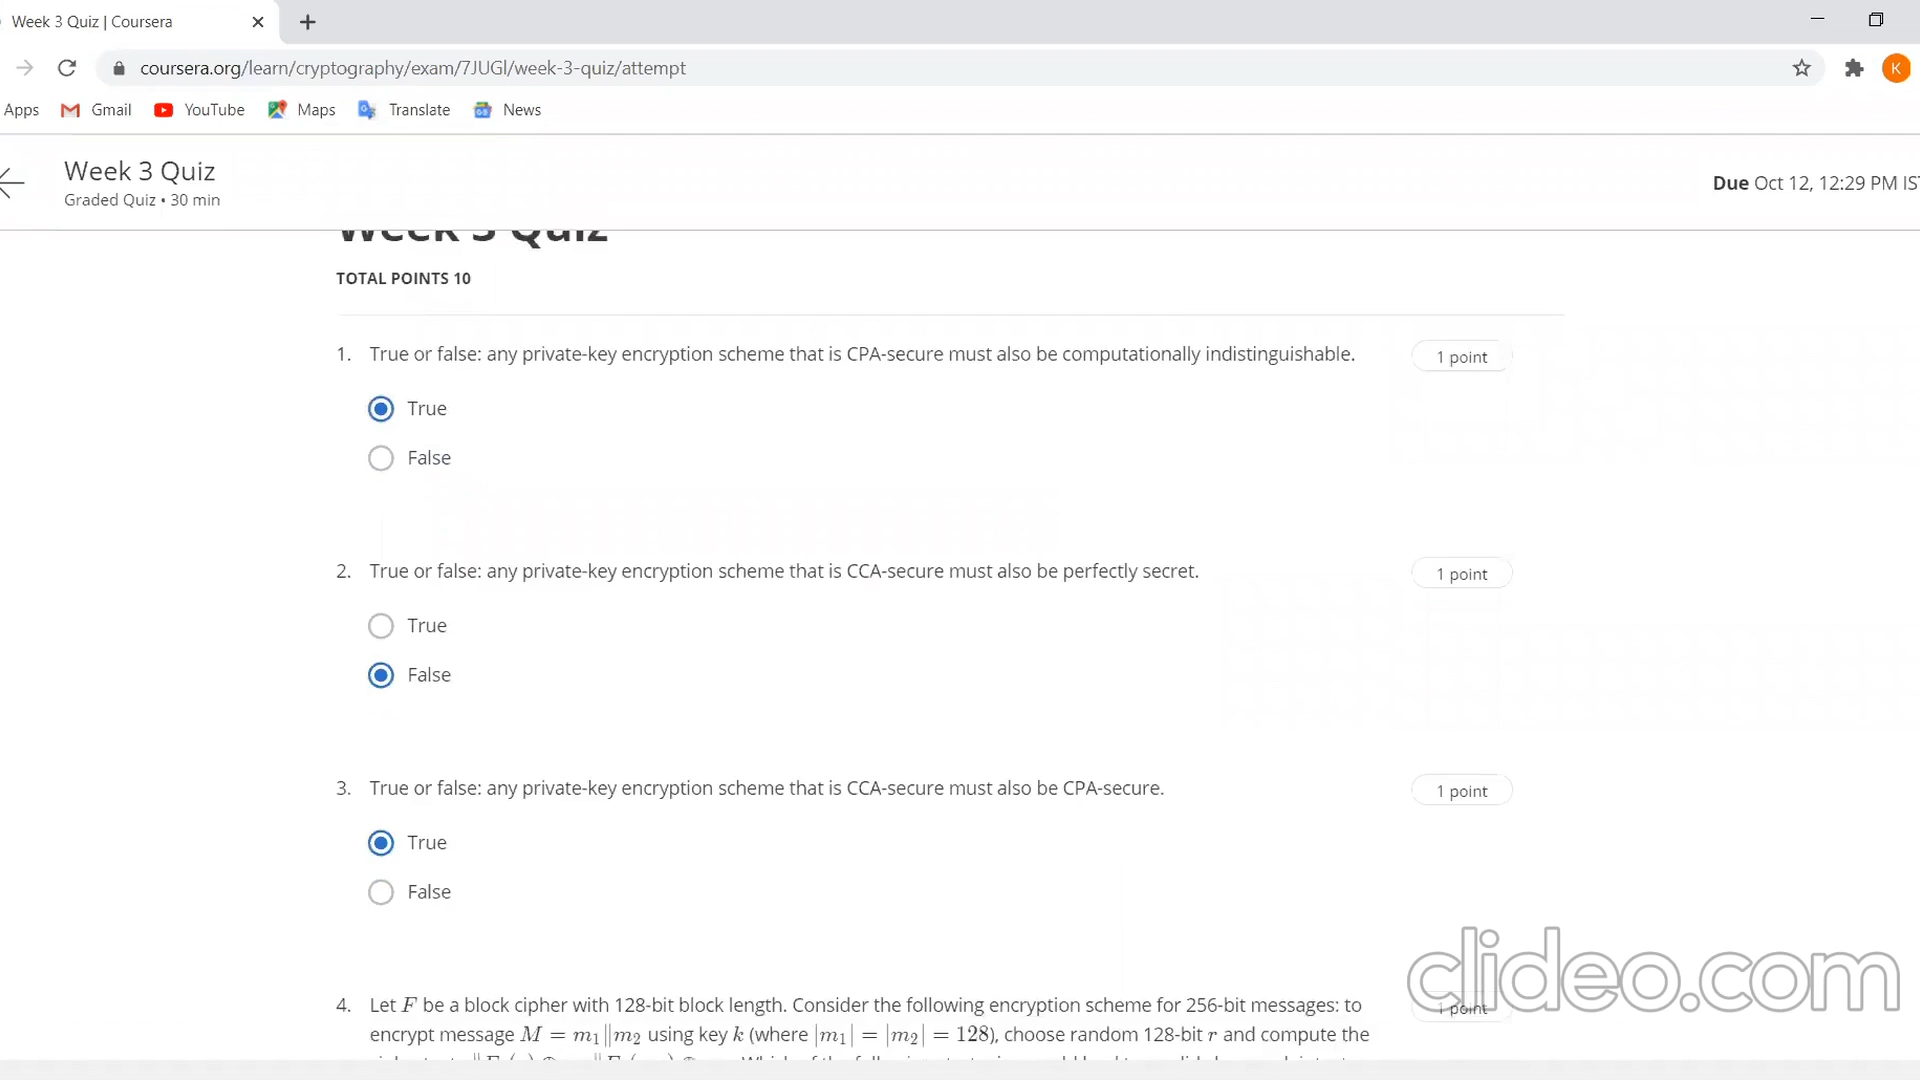 Week 3 Quiz | Coursera
coursera.org/learn/cryptography/exam/7JUGl/week-3-quiz/attempt
K
Apps Gmail YouTube Maps Translate News
Week 3 Quiz
Graded Quiz • 30 min
Due Oct 12, 12:29 PM IST
Week 3 Quiz
TOTAL POINTS 10
1. True or false: any private-key encryption scheme that is CPA-secure must also be computationally indistinguishable. 1 point
True
False
2. True or false: any private-key encryption scheme that is CCA-secure must also be perfectly secret. 1 point
True
False
3. True or false: any private-key encryption scheme that is CCA-secure must also be CPA-secure. 1 point
True
False
clideo.com
4. Let F be a block cipher with 128-bit block length. Consider the following encryption scheme for 256-bit messages: to 1 point
encrypt message M = m₁||m₂ using key k (where |m₁| = |m₂| = 128), choose random 128-bit r and compute the